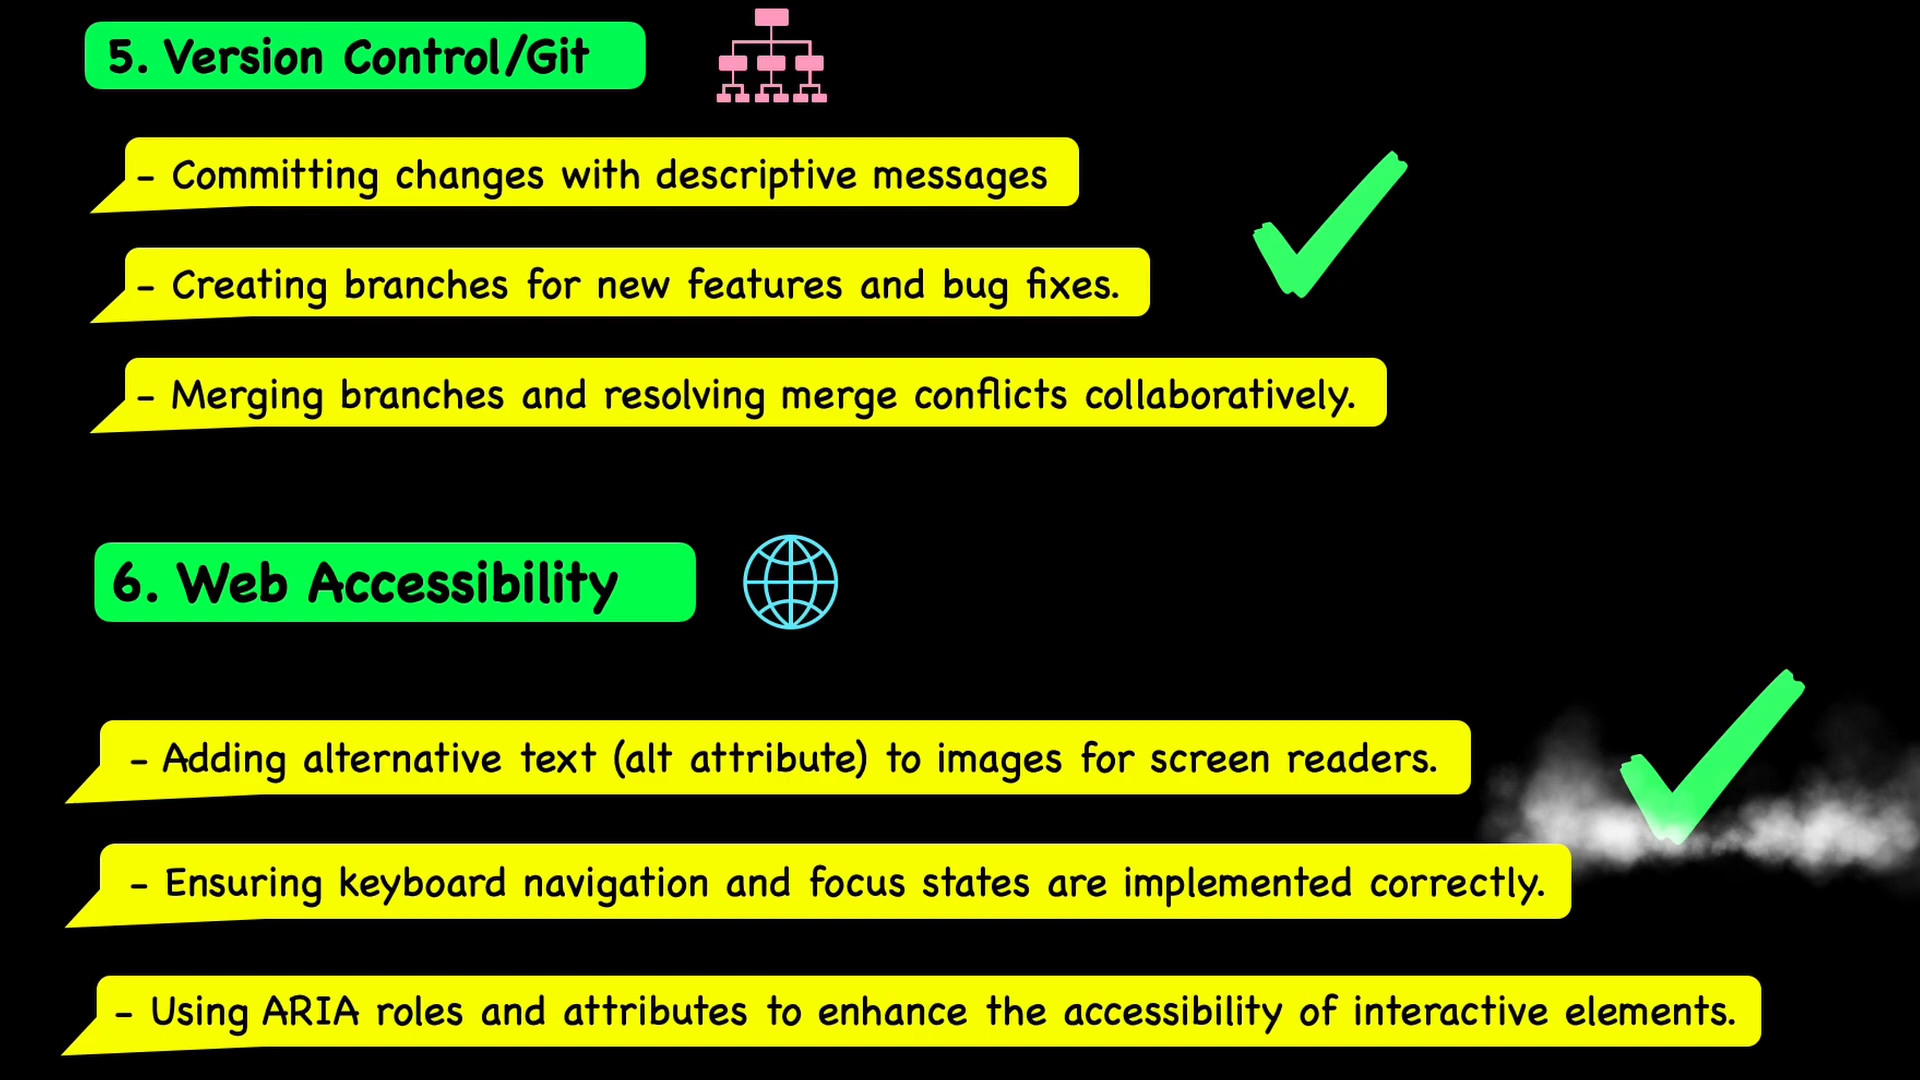 5. Version Control/Git
- Committing changes with descriptive messages
- Creating branches for new features and bug fixes.
- Merging branches and resolving merge conflicts collaboratively.
6. Web Accessibility
- Adding alternative text (alt attribute) to images for screen readers.
- Ensuring keyboard navigation and focus states are implemented correctly.
- Using ARIA roles and attributes to enhance the accessibility of interactive elements.